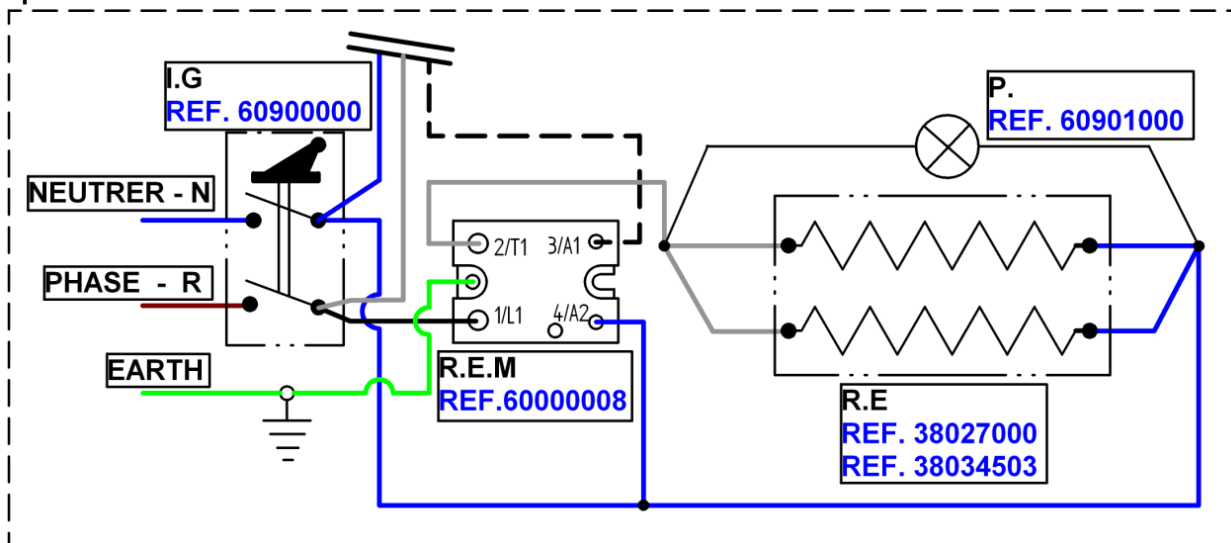 I.G
REF. 60900000
P.
REF. 60901000
NEUTRER - N
2/T1
3/A1
PHASE - R
1/L1
4/A2
EARTH
R.E.M
REF.60000008
R.E
REF. 38027000
REF. 38034503